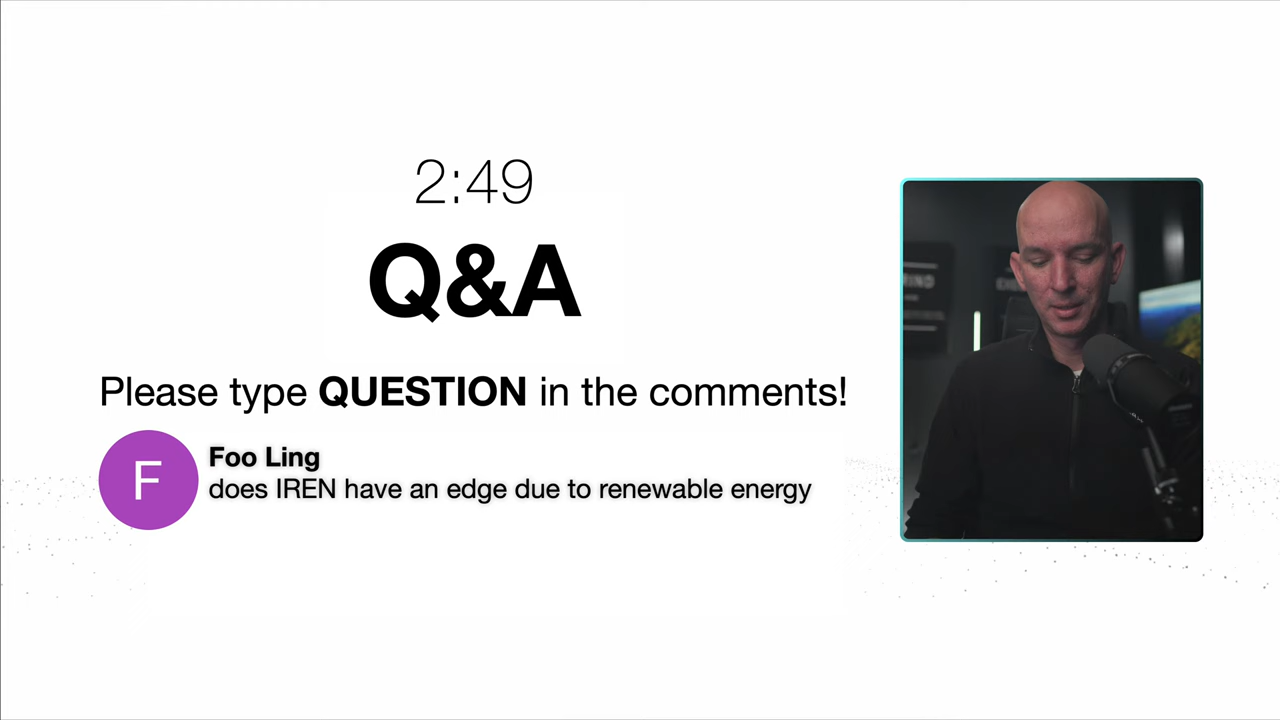 2:49
Q&A
Please type QUESTION in the comments!
F
Foo Ling
does IREN have an edge due to renewable energy